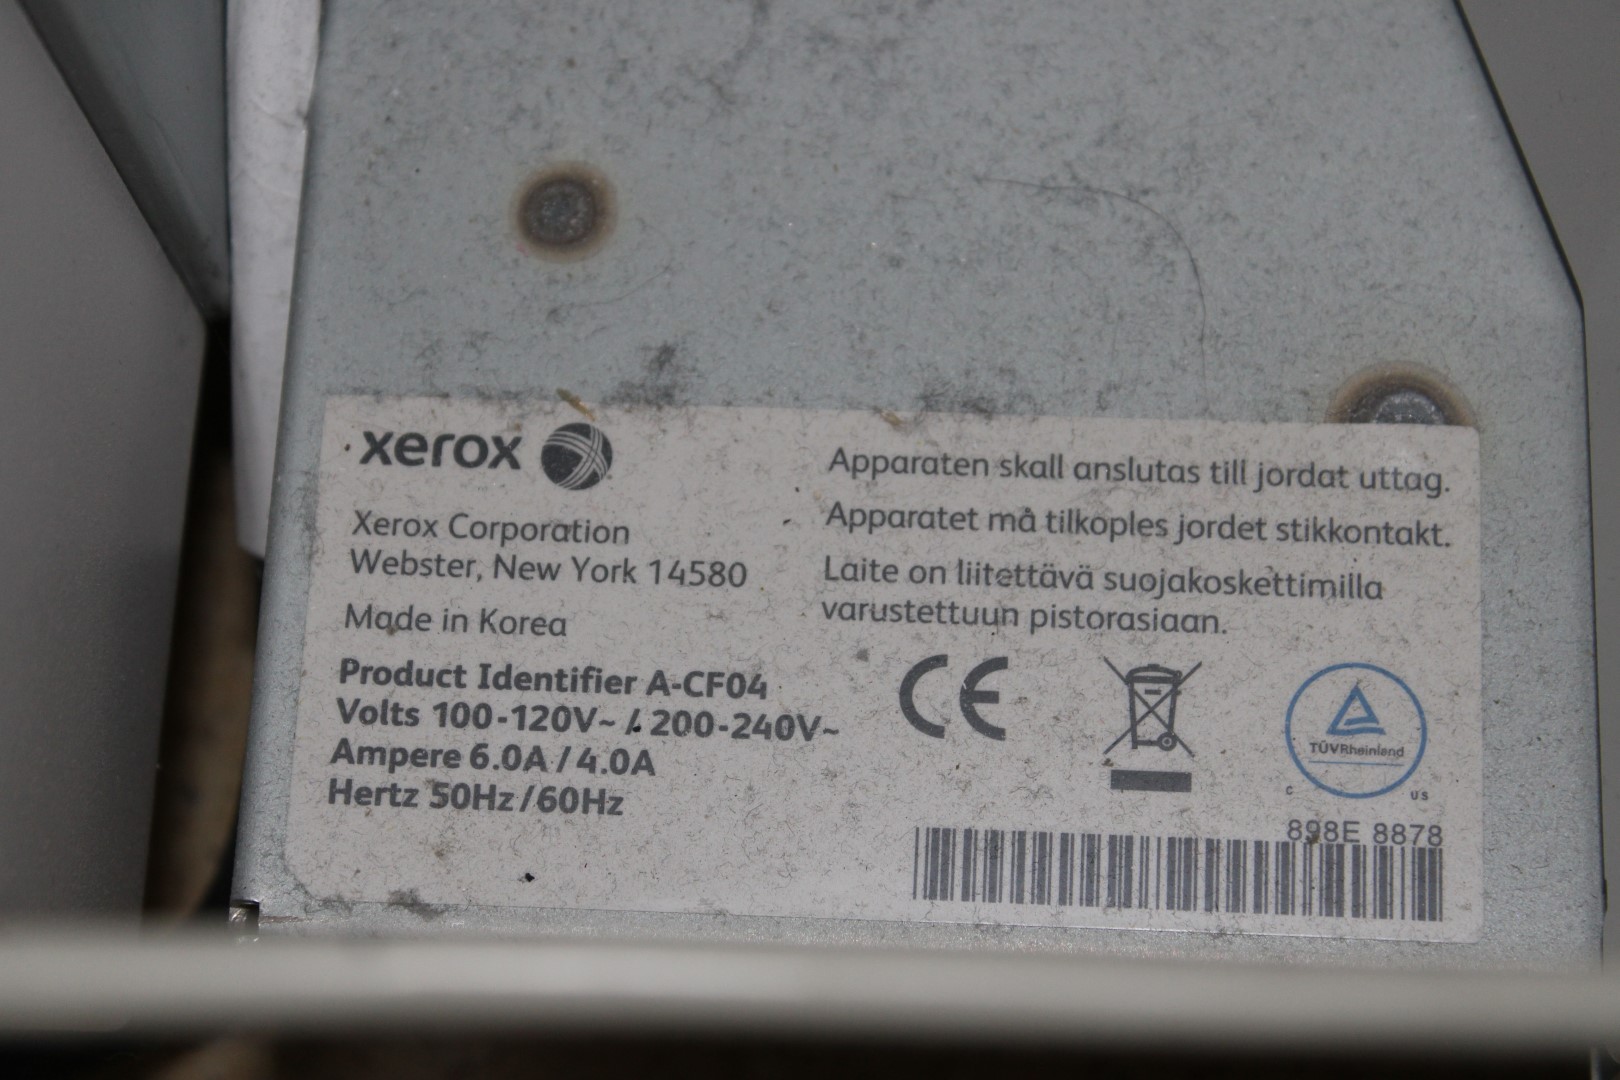 xerox
Xerox Corporation
Webster, New York 14580
Made in Korea
Product Identifier A-CF04
Volts 100-120V~ / 200-240V~
Ampere 6.0A / 4.0A
Hertz 50Hz/60Hz
Apparaten skall anslutas till jordat uttag.
Apparatet må tilkoples jordet stikkontakt.
Laite on liitettävä suojakoskettimilla
varustettuun pistorasiaan.
CE
TÜVRheinland
C US
898E 8878